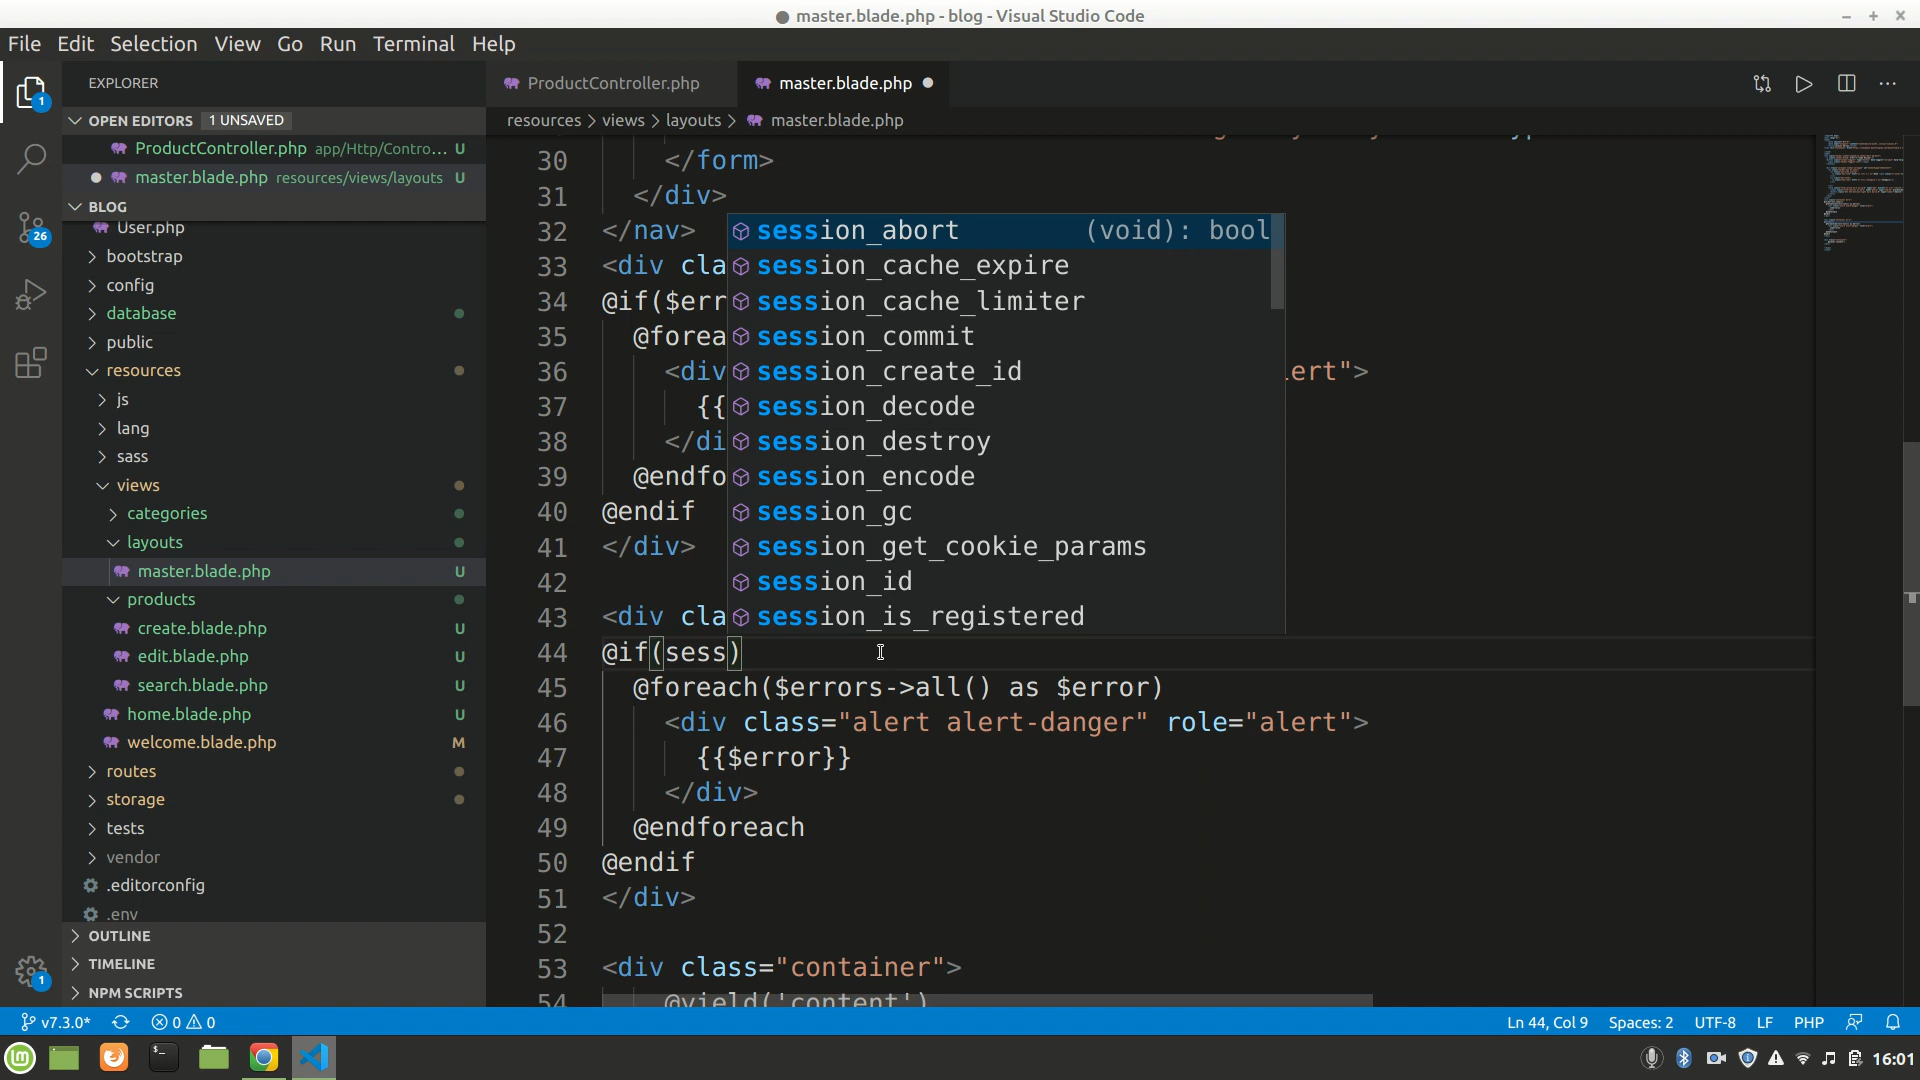 master.blade.php - blog - Visual Studio Code
File Edit Selection View Go Run Terminal Help
EXPLORER
OPEN EDITORS 1 UNSAVED
ProductController.php app/Http/Contro... U
master.blade.php resources/views/layouts U
BLOG
User.php
bootstrap
config
database
public
resources
js
lang
sass
views
categories
layouts
master.blade.php U
products
create.blade.php U
edit.blade.php U
search.blade.php U
home.blade.php U
welcome.blade.php M
routes
storage
tests
vendor
.editorconfig
.env
OUTLINE
TIMELINE
NPM SCRIPTS
1
26
1
ProductController.php master.blade.php
resources > views > layouts > master.blade.php
30 </form>
31 </div>
32 </nav>
33 <div cla
34 @if($err
35 @forea
36 <div .ert">
37 {{
38 </di
39 @endfo
40 @endif
41 </div>
42
43 <div cla
session_abort (void): bool
session_cache_expire
session_cache_limiter
session_commit
session_create_id
session_decode
session_destroy
session_encode
session_gc
session_get_cookie_params
session_id
session_is_registered
44 @if(sess)
45 @foreach($errors->all() as $error)
46 <div class="alert alert-danger" role="alert">
47 {{$error}}
48 </div>
49 @endforeach
50 @endif
51 </div>
52
53 <div class="container">
54 @yield('content')
v7.3.0* 0 0 Ln 44, Col 9 Spaces: 2 UTF-8 LF PHP
16:01